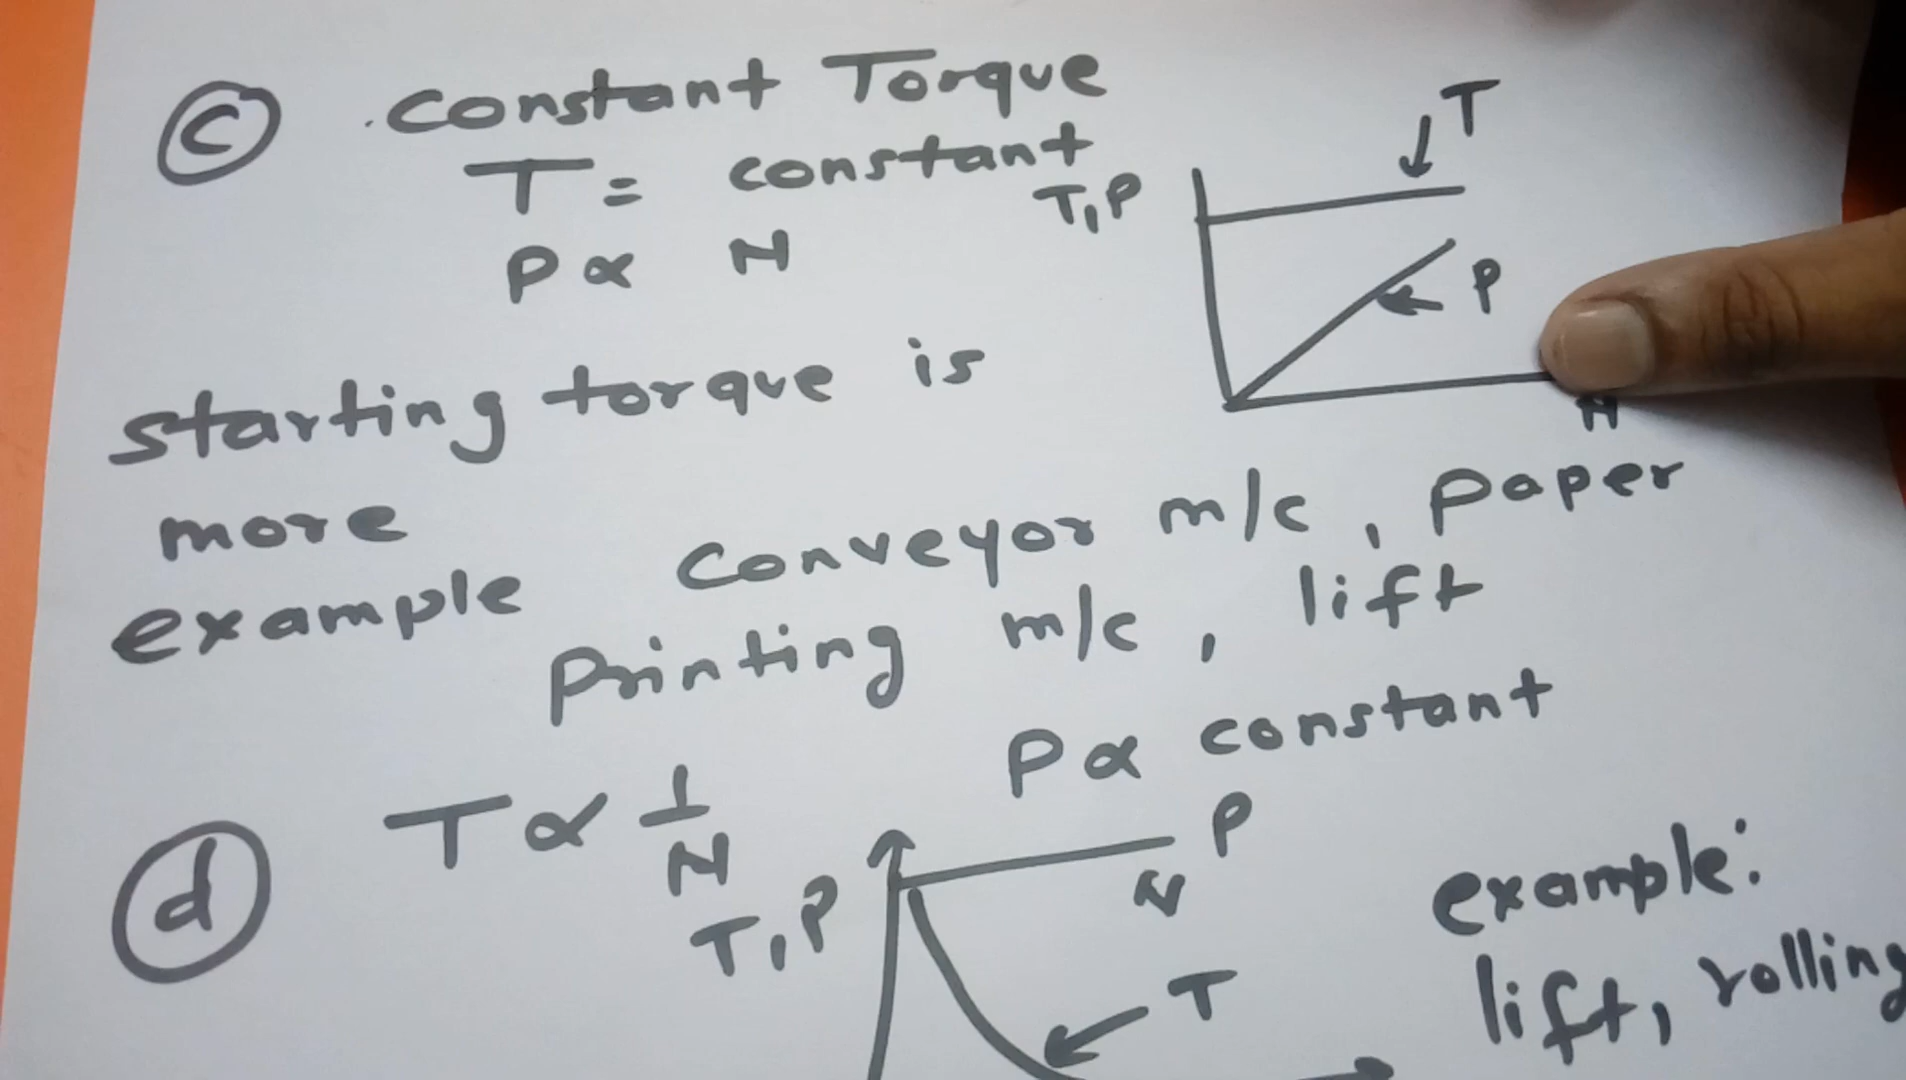 (c) constant Torque
T = constant
P ∝ N
T, P
T
P
N
starting torque is
more
example conveyor m/c, paper
printing m/c, lift
(d) T ∝ 1/N P ∝ constant
T, P
P
N
T
example:
lift, rolling